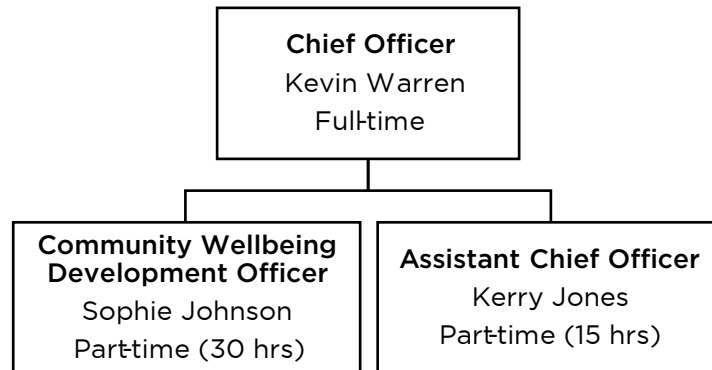 Chief Officer
Kevin Warren
Full-time
Community Wellbeing
Development Officer
Sophie Johnson
Part-time (30 hrs)
Assistant Chief Officer
Kerry Jones
Part-time (15 hrs)